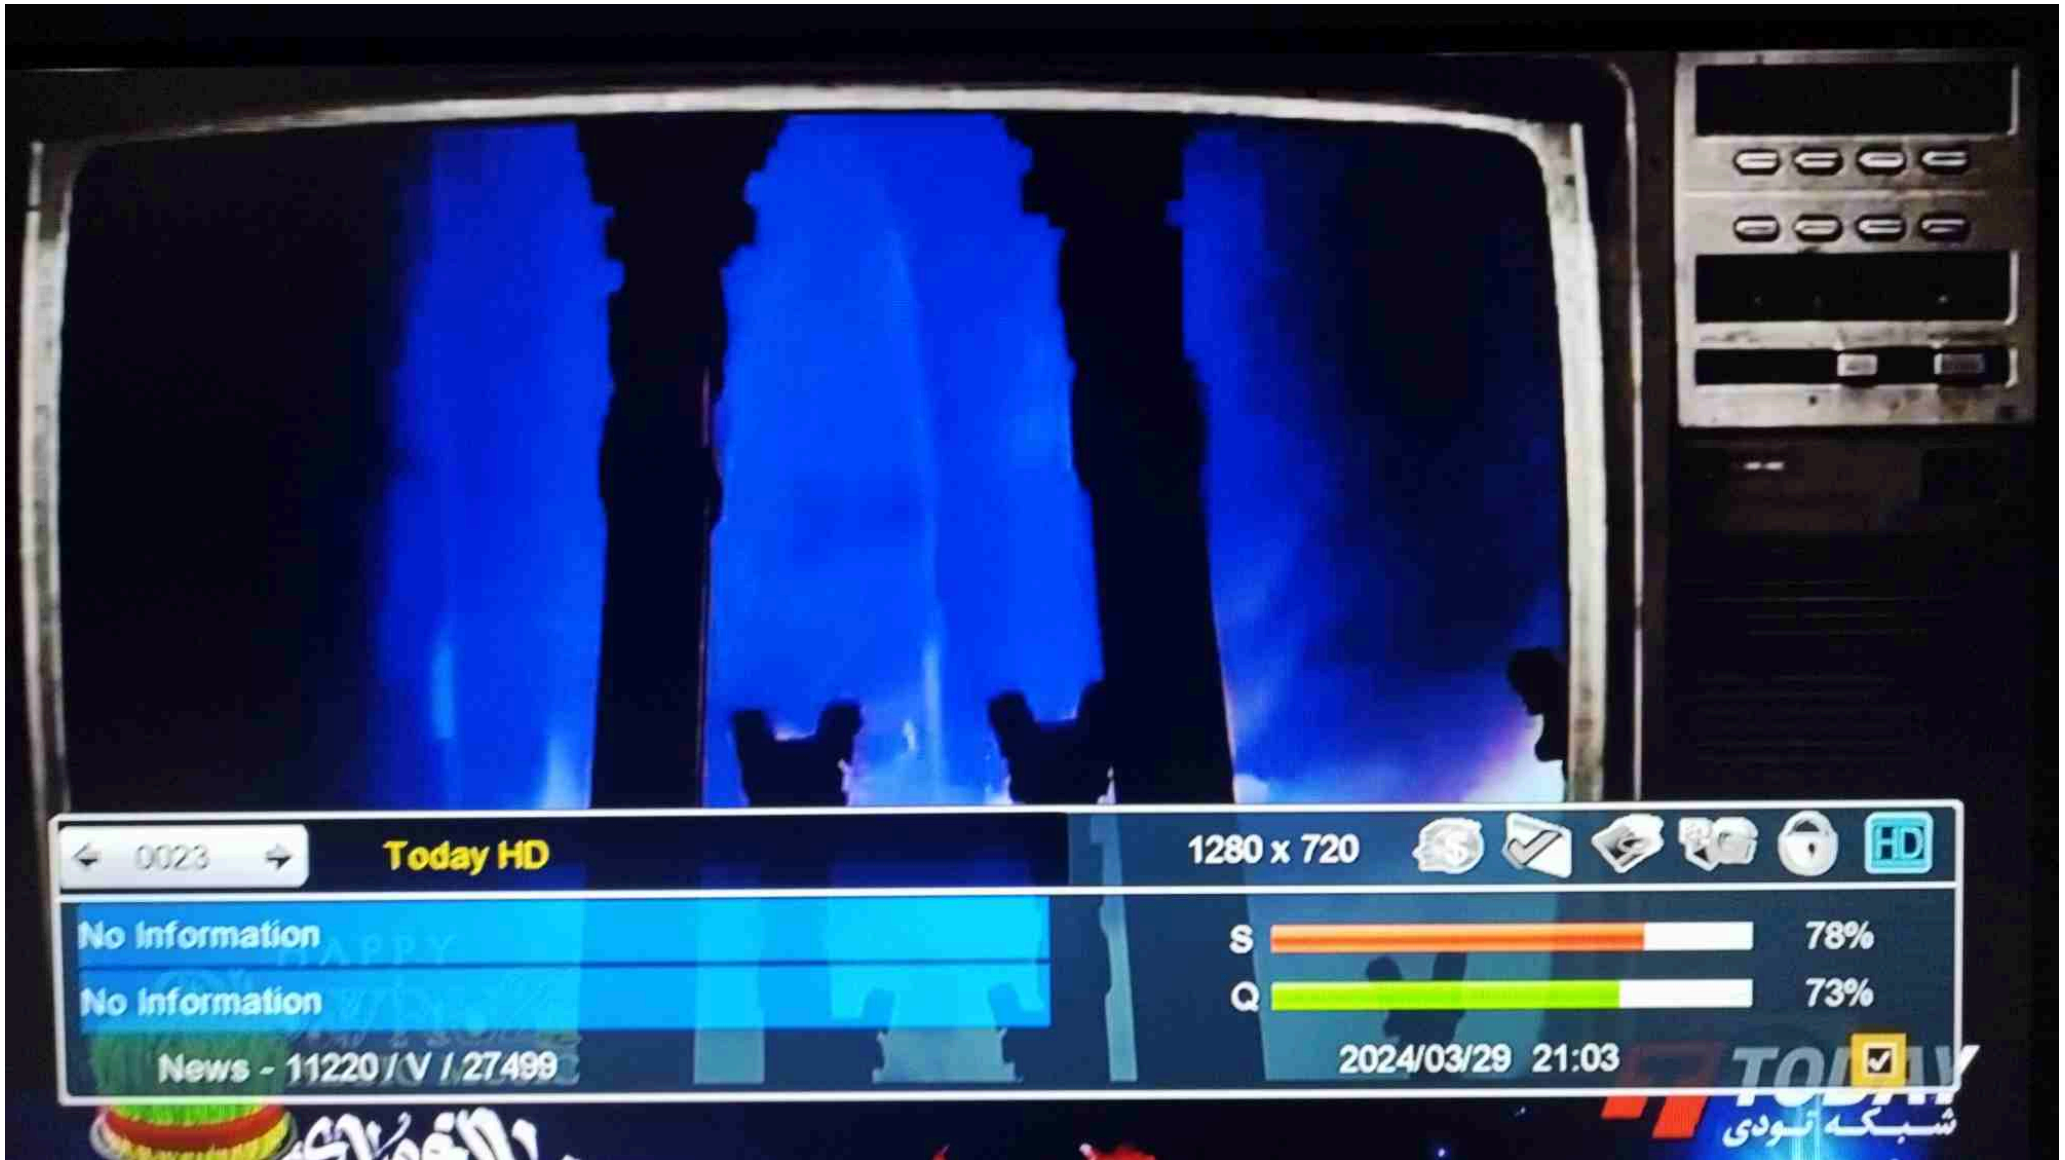 0023
Today HD
1280 x 720
HD
No Information
No Information
S 78%
Q 73%
HAPPY
News - 11220 / V / 27499
2024/03/29 21:03
TODAY
شبکه تودی